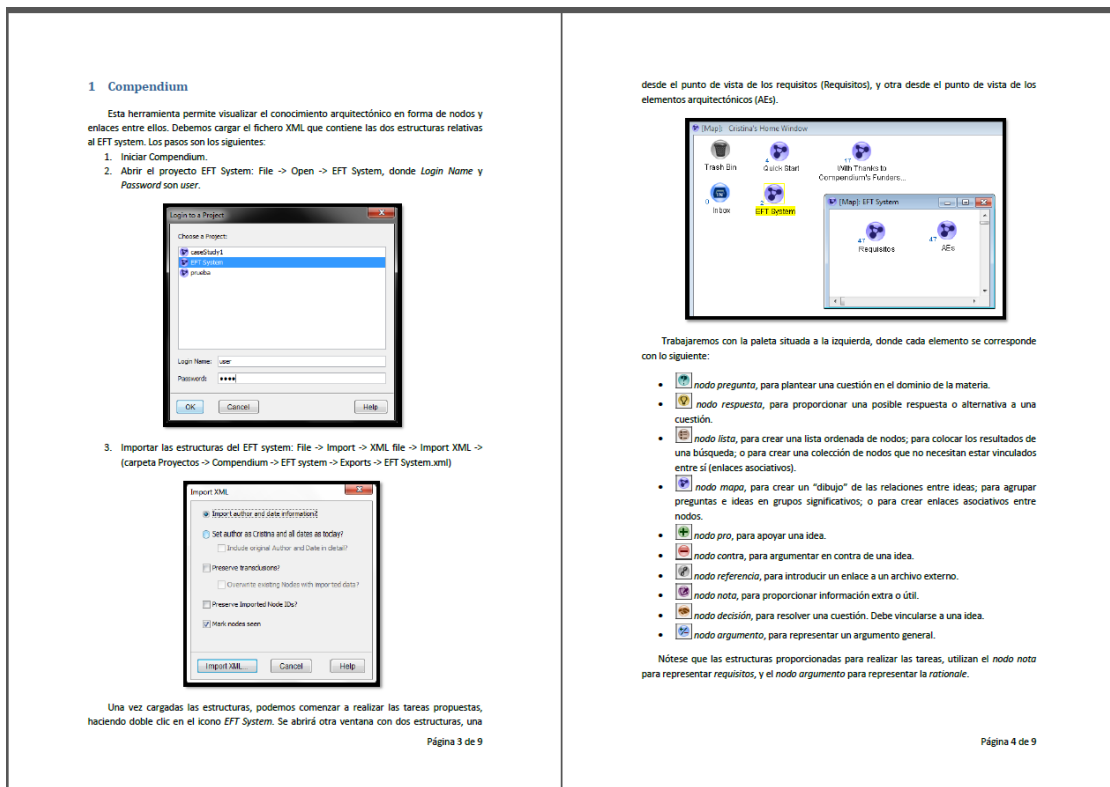 1 Compendium
Esta herramienta permite visualizar el conocimiento arquitectónico en forma de nodos y
enlaces entre ellos. Debemos cargar el fichero XML que contiene las dos estructuras relativas
al EFT system. Los pasos son los siguientes:
1. Iniciar Compendium.
2. Abrir el proyecto EFT System: File -> Open -> EFT System, donde Login Name y
Password son user.
Login to a Project
Choose a Project:
caseStudy1
EFT System
prueba
Login Name: user
Password: ••••
OK Cancel Help
3. Importar las estructuras del EFT system: File -> Import -> XML file -> Import XML ->
(carpeta Proyectos -> Compendium -> EFT system -> Exports -> EFT System.xml)
Import XML
Import author and date information?
Set author as Cristina and all dates as today?
Include original Author and Date in detail?
Preserve transclusions?
Overwrite existing Nodes with imported data?
Preserve Imported Node IDs?
Mark nodes seen
Import XML... Cancel Help
Una vez cargadas las estructuras, podemos comenzar a realizar las tareas propuestas,
haciendo doble clic en el icono EFT System. Se abrirá otra ventana con dos estructuras, una
Página 3 de 9
desde el punto de vista de los requisitos (Requisitos), y otra desde el punto de vista de los
elementos arquitectónicos (AEs).
[Map]: Cristina's Home Window
4 17
Trash Bin Quick Start With Thanks to
Compendium's Funders...
0 2
Inbox EFT System
[Map]: EFT System
47 47
Requisitos AEs
Trabajaremos con la paleta situada a la izquierda, donde cada elemento se corresponde
con lo siguiente:
• nodo pregunta, para plantear una cuestión en el dominio de la materia.
• nodo respuesta, para proporcionar una posible respuesta o alternativa a una
cuestión.
• nodo lista, para crear una lista ordenada de nodos; para colocar los resultados de
una búsqueda; o para crear una colección de nodos que no necesitan estar vinculados
entre sí (enlaces asociativos).
• nodo mapa, para crear un "dibujo" de las relaciones entre ideas; para agrupar
preguntas e ideas en grupos significativos; o para crear enlaces asociativos entre
nodos.
• nodo pro, para apoyar una idea.
• nodo contra, para argumentar en contra de una idea.
• nodo referencia, para introducir un enlace a un archivo externo.
• nodo nota, para proporcionar información extra o útil.
• nodo decisión, para resolver una cuestión. Debe vincularse a una idea.
• nodo argumento, para representar un argumento general.
Nótese que las estructuras proporcionadas para realizar las tareas, utilizan el nodo nota
para representar requisitos, y el nodo argumento para representar la rationale.
Página 4 de 9